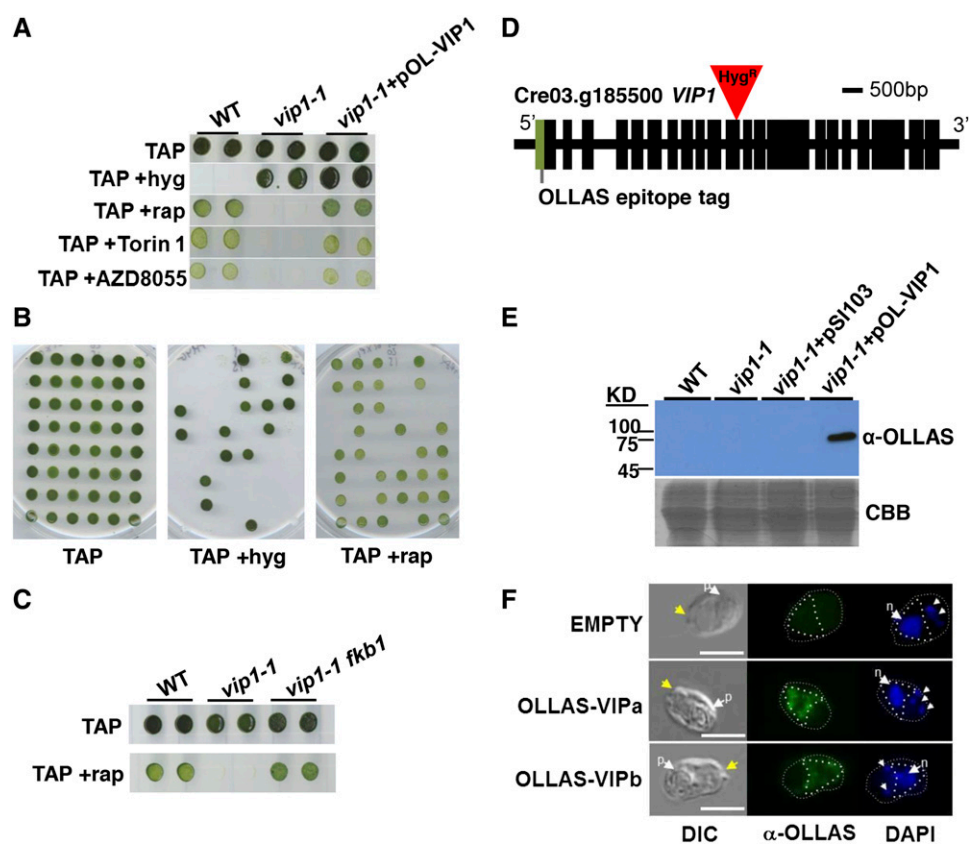 A
WT
vip1-1
vip1-1+pOL-VIP1
TAP
TAP +hyg
TAP +rap
TAP +Torin 1
TAP +AZD8055
B
TAP
TAP +hyg
TAP +rap
C
WT
vip1-1
vip1-1 fkb1
TAP
TAP +rap
D
Hygᴿ
Cre03.g185500 VIP1
500bp
5'
3'
OLLAS epitope tag
E
WT
vip1-1
vip1-1+pSI103
vip1-1+pOL-VIP1
KD
100
75
45
α-OLLAS
CBB
F
EMPTY
p
n
OLLAS-VIPa
p
n
OLLAS-VIPb
p
n
DIC
α-OLLAS
DAPI